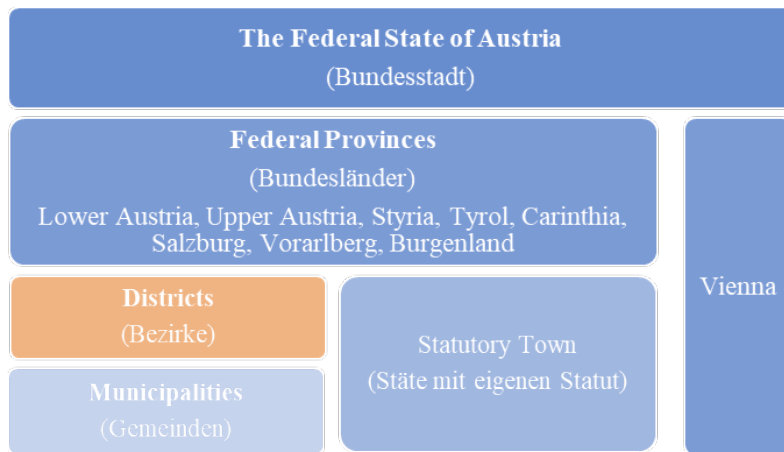 The Federal State of Austria
(Bundesstadt)
Federal Provinces
(Bundesländer)
Lower Austria, Upper Austria, Styria, Tyrol, Carinthia,
Salzburg, Vorarlberg, Burgenland
Vienna
Districts
(Bezirke)
Statutory Town
(Stäte mit eigenen Statut)
Municipalities
(Gemeinden)